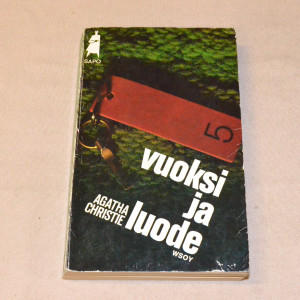 SAPO
5
vuoksi
ja
luode
AGATHA
CHRISTIE
WSOY